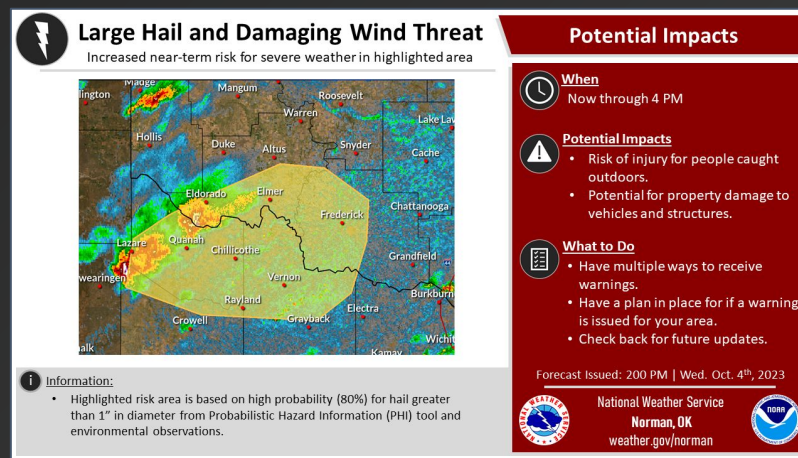 Large Hail and Damaging Wind Threat
Increased near-term risk for severe weather in highlighted area
Mangum
Roosevelt
Warren
Hollis
Duke
Altus
Snyder
Cache
Eldorado
Elmer
Frederick
Chattanooga
Lazare
Quanah
Chillicothe
Grandfield
Vernon
Rayland
Electra
Crowell
Grayback
Potential Impacts
When
Now through 4 PM
Potential Impacts
• Risk of injury for people caught
outdoors.
• Potential for property damage to
vehicles and structures.
What to Do
• Have multiple ways to receive
warnings.
• Have a plan in place for if a warning
is issued for your area.
• Check back for future updates.
Forecast Issued: 200 PM | Wed. Oct. 4th, 2023
National Weather Service
Norman, OK
weather.gov/norman
NATIONAL WEATHER SERVICE
NOAA
i Information:
• Highlighted risk area is based on high probability (80%) for hail greater
than 1” in diameter from Probabilistic Hazard Information (PHI) tool and
environmental observations.